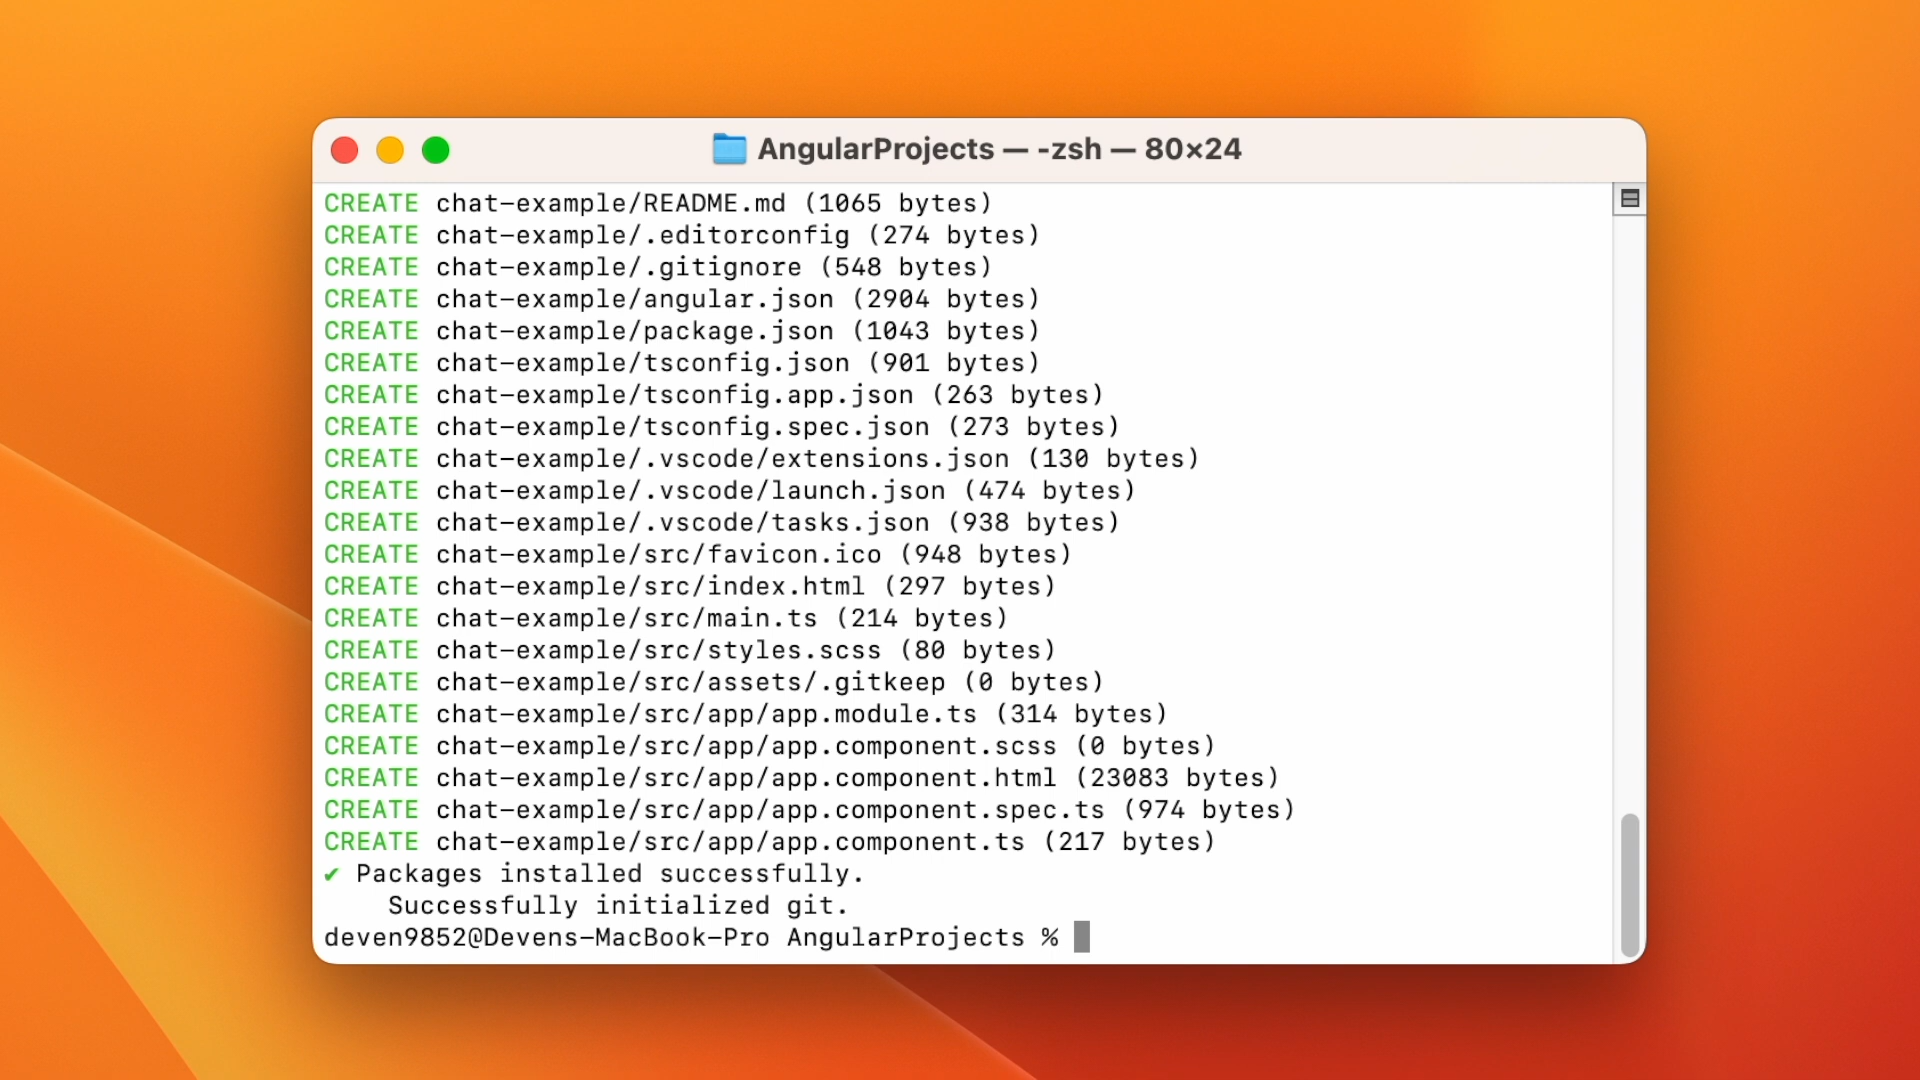 AngularProjects — -zsh — 80×24
CREATE chat-example/README.md (1065 bytes)
CREATE chat-example/.editorconfig (274 bytes)
CREATE chat-example/.gitignore (548 bytes)
CREATE chat-example/angular.json (2904 bytes)
CREATE chat-example/package.json (1043 bytes)
CREATE chat-example/tsconfig.json (901 bytes)
CREATE chat-example/tsconfig.app.json (263 bytes)
CREATE chat-example/tsconfig.spec.json (273 bytes)
CREATE chat-example/.vscode/extensions.json (130 bytes)
CREATE chat-example/.vscode/launch.json (474 bytes)
CREATE chat-example/.vscode/tasks.json (938 bytes)
CREATE chat-example/src/favicon.ico (948 bytes)
CREATE chat-example/src/index.html (297 bytes)
CREATE chat-example/src/main.ts (214 bytes)
CREATE chat-example/src/styles.scss (80 bytes)
CREATE chat-example/src/assets/.gitkeep (0 bytes)
CREATE chat-example/src/app/app.module.ts (314 bytes)
CREATE chat-example/src/app/app.component.scss (0 bytes)
CREATE chat-example/src/app/app.component.html (23083 bytes)
CREATE chat-example/src/app/app.component.spec.ts (974 bytes)
CREATE chat-example/src/app/app.component.ts (217 bytes)
✔ Packages installed successfully.
    Successfully initialized git.
deven9852@Devens-MacBook-Pro AngularProjects %